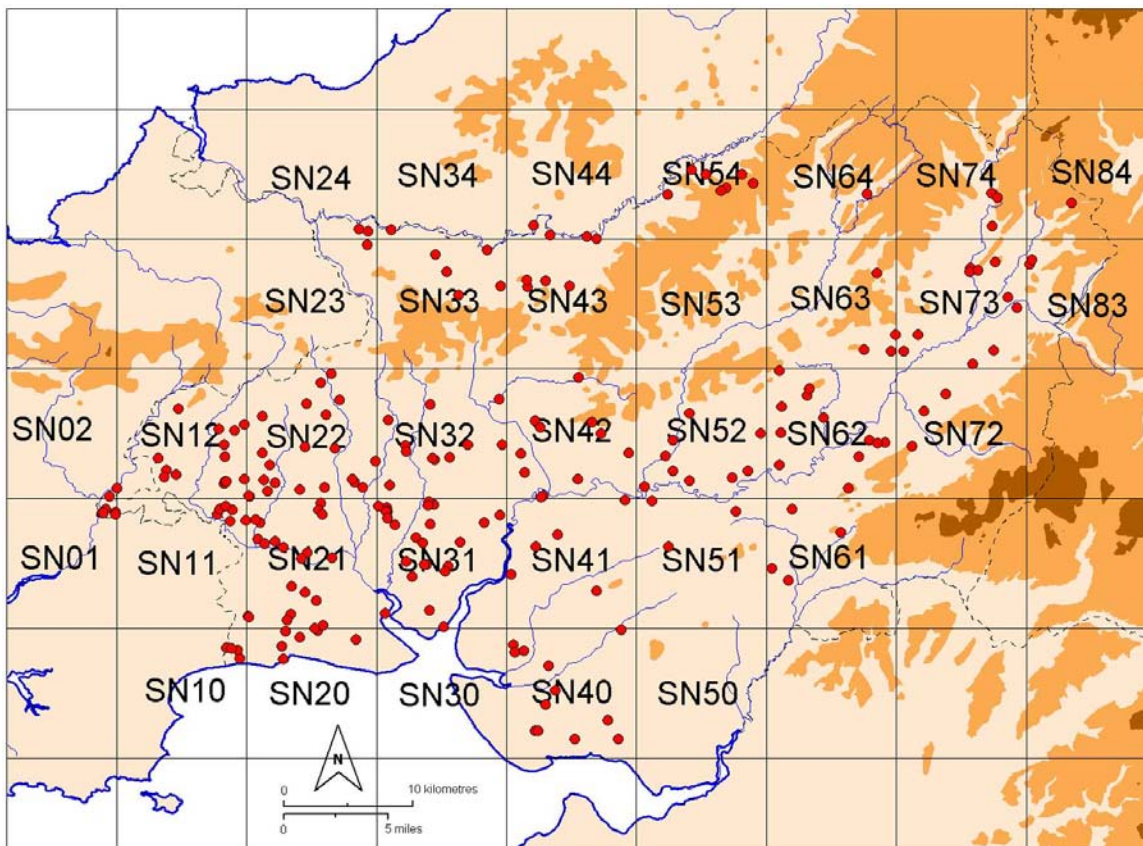 SN24 SN34 SN44 SN54 SN64 SN74 SN84
SN23 SN33 SN43 SN53 SN63 SN73 SN83
SN02 SN12 SN22 SN32 SN42 SN52 SN62 SN72
SN01 SN11 SN21 SN31 SN41 SN51 SN61
SN10 SN20 SN30 SN40 SN50
N
0 10 kilometres
0 5 miles